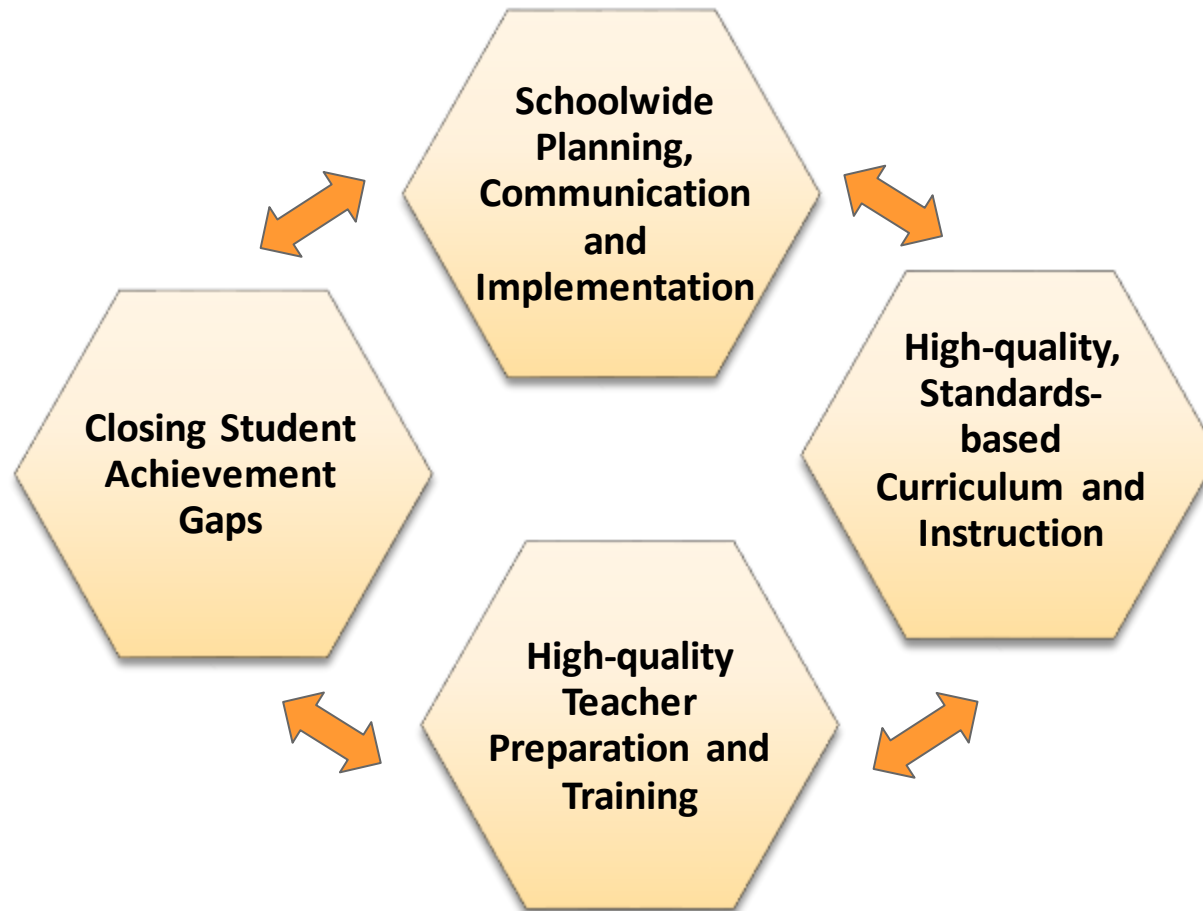 Schoolwide
Planning,
Communication
and
Implementation
High-quality,
Standards-
based
Curriculum and
Instruction
Closing Student
Achievement
Gaps
High-quality
Teacher
Preparation and
Training